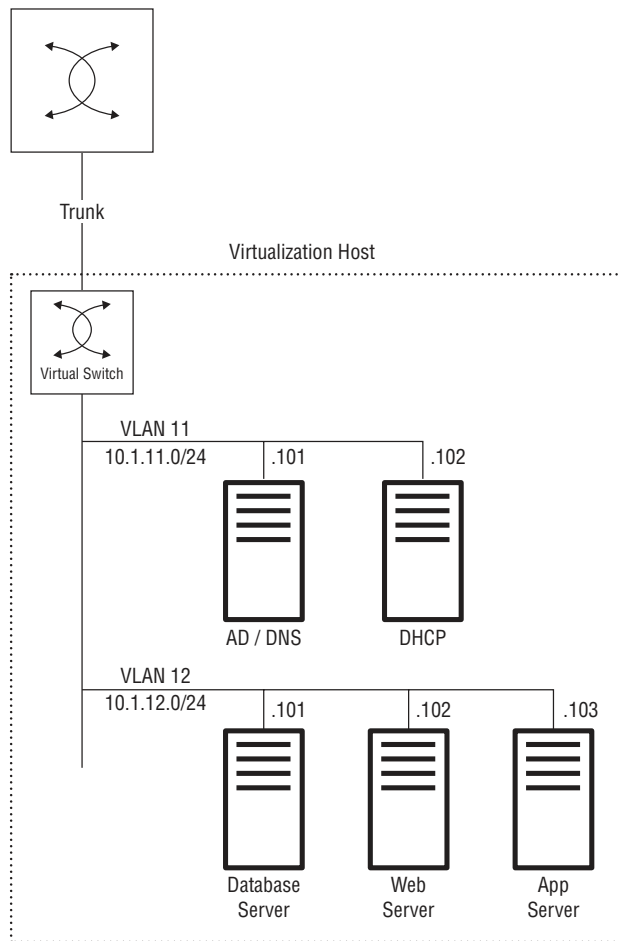 Trunk
Virtualization Host
Virtual Switch
VLAN 11
10.1.11.0/24
.101
.102
AD / DNS
DHCP
VLAN 12
10.1.12.0/24
.101
.102
.103
Database
Server
Web
Server
App
Server